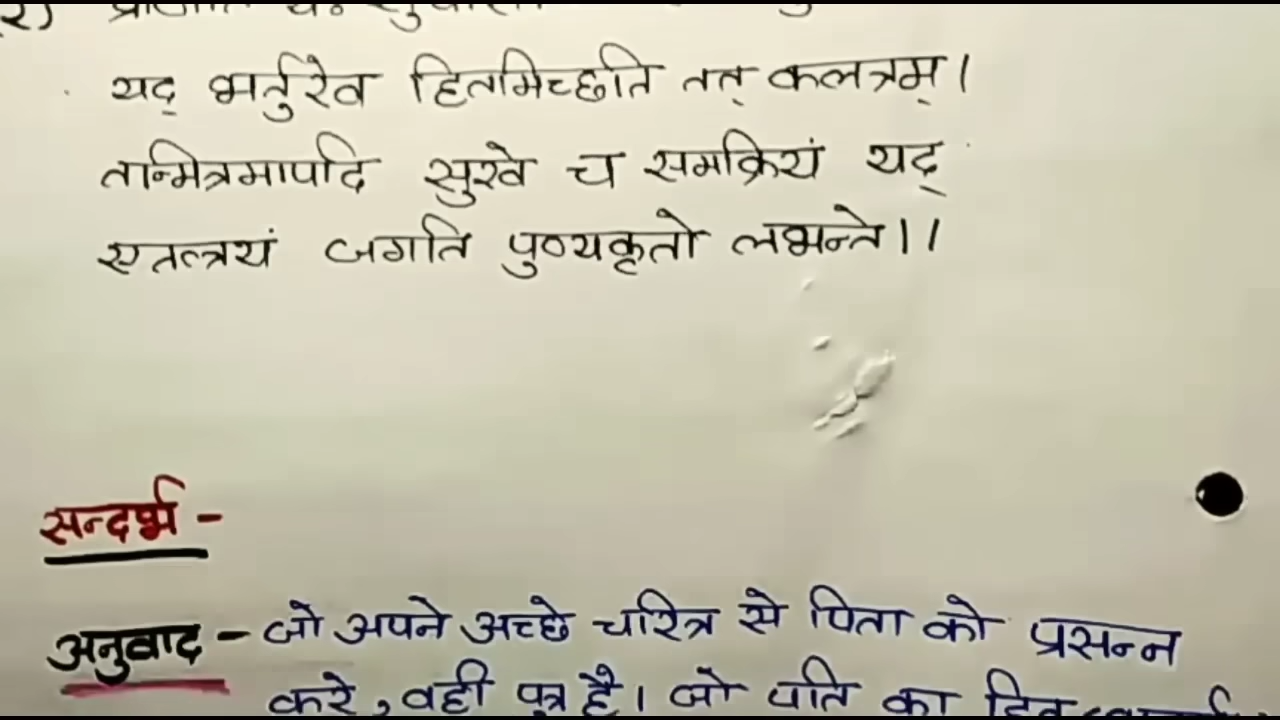 यद् भर्तुरेव हितमिच्छति तत् कलत्रम्।
तन्मित्रमापदि सुखे च समक्रियं यद्
एतत्त्रयं जगति पुण्यकृतो लभन्ते।।
सन्दर्भ -
अनुवाद - जो अपने अच्छे चरित्र से पिता को प्रसन्न
करे, वही पुत्र है। जो पति का हित